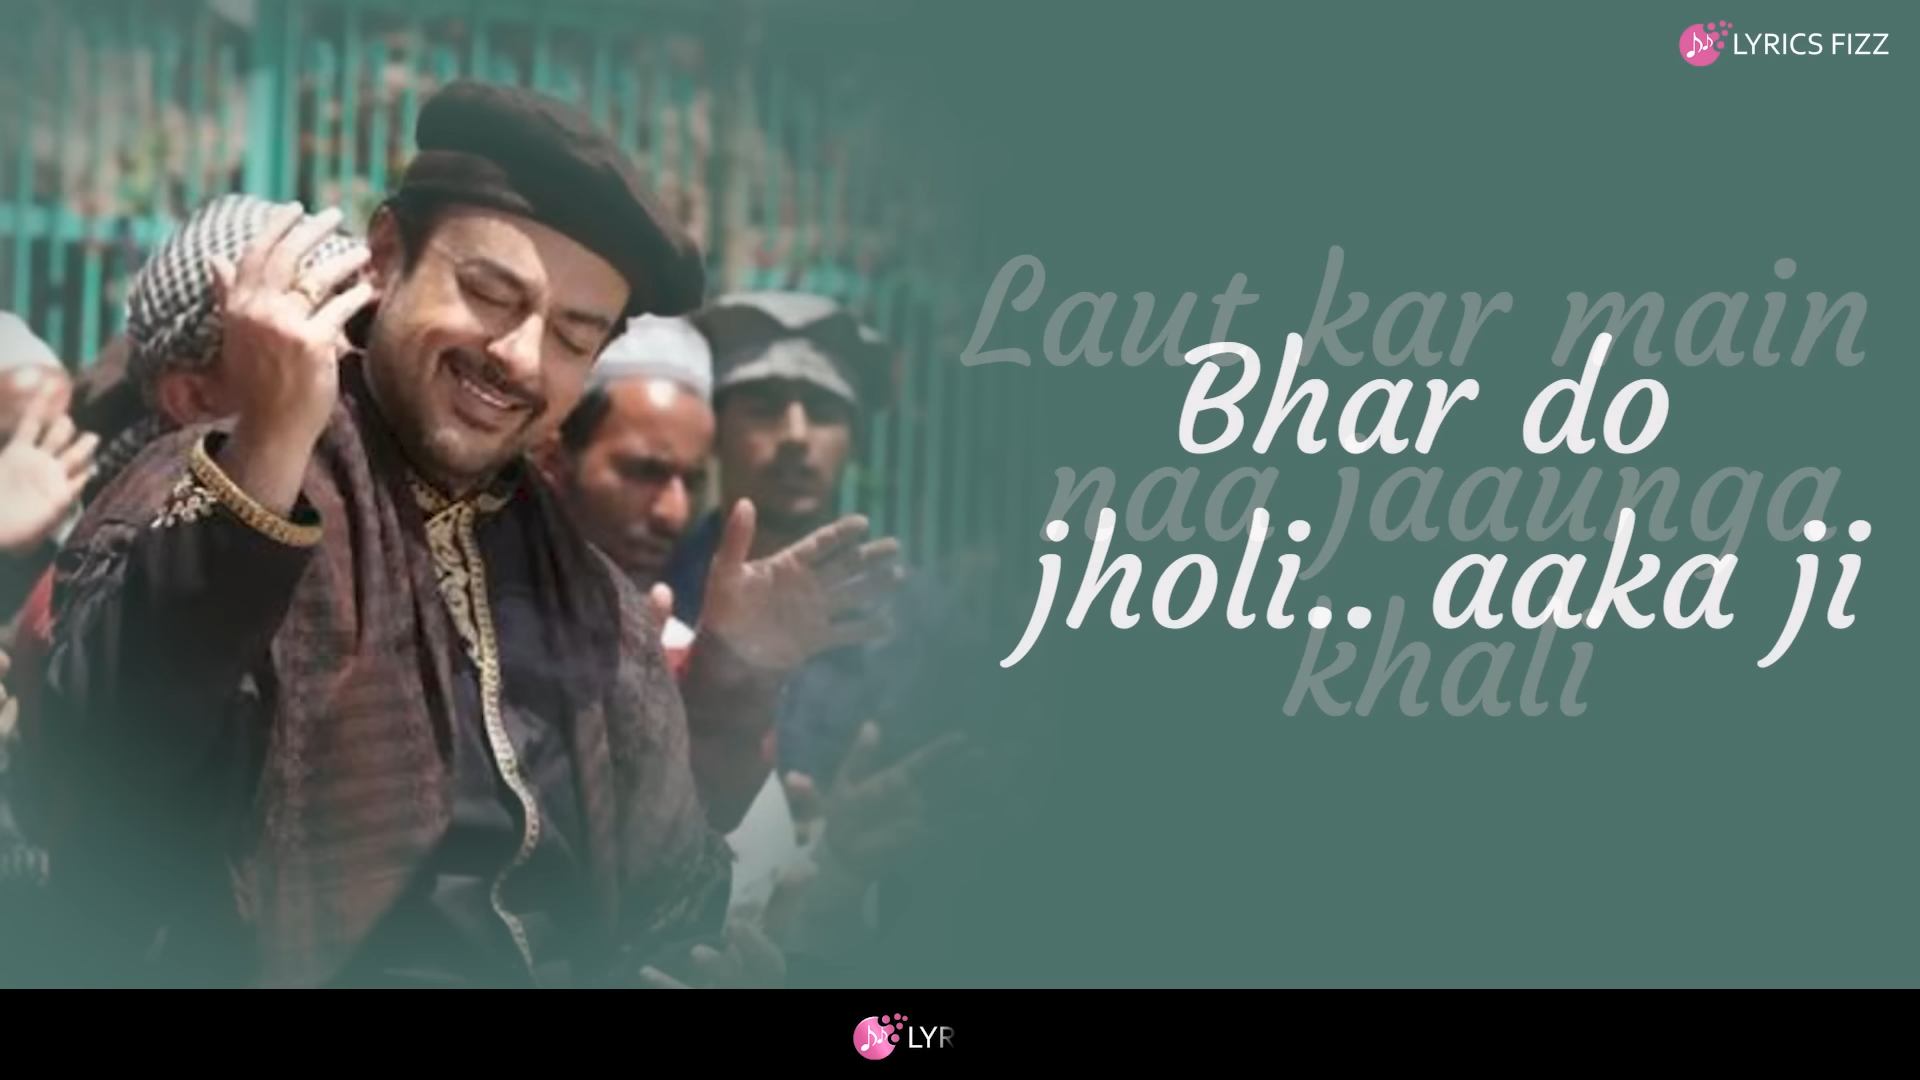 LYRICS FIZZ
Laut kar main
Bhar do
naa jaaunga
jholi.. aaka ji
khali
LYR